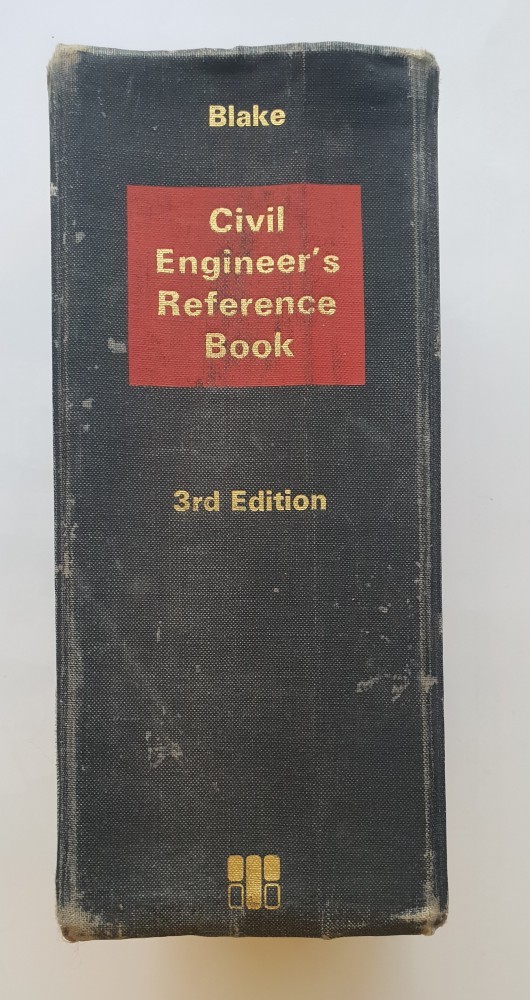 Blake
Civil
Engineer's
Reference
Book
3rd Edition